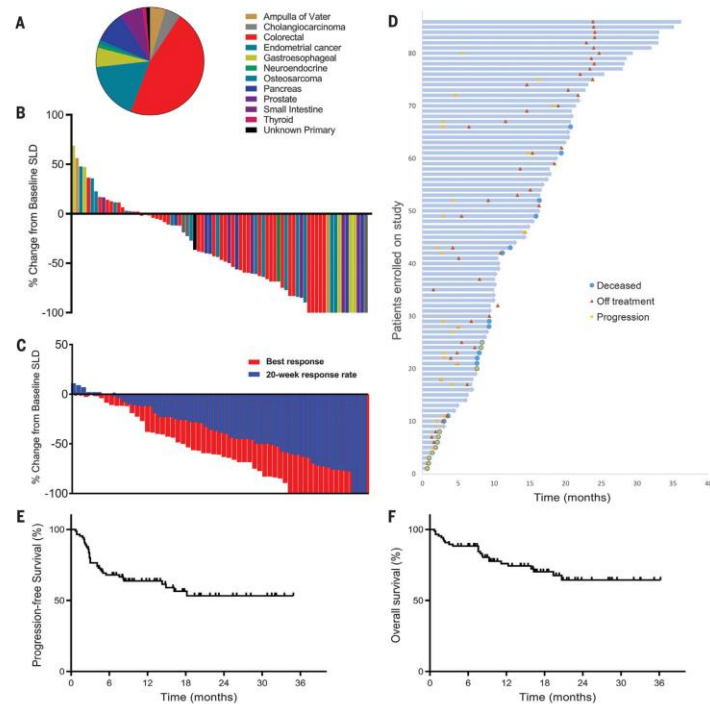 A
Ampulla of Vater
Cholangiocarcinoma
Colorectal
Endometrial cancer
Gastroesophageal
Neuroendocrine
Osteosarcoma
Pancreas
Prostate
Small Intestine
Thyroid
Unknown Primary
B
% Change from Baseline SLD
100
50
0
-50
-100
C
% Change from Baseline SLD
50
0
-50
-100
Best response
20-week response rate
D
Patients enrolled on study
80
70
60
50
40
30
20
10
0
Deceased
Off treatment
Progression
0 5 10 15 20 25 30 35 40
Time (months)
E
Progression-free Survival (%)
100
50
0
0 6 12 18 24 30 36
Time (months)
F
Overall survival (%)
100
50
0
0 6 12 18 24 30 36
Time (months)